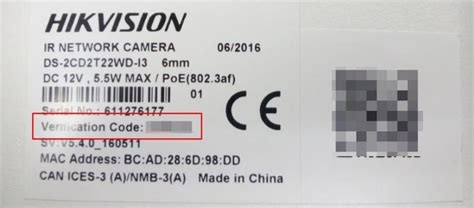 HIKVISION
IR NETWORK CAMERA 06/2016
DS-2CD2T22WD-I3 6mm
DC 12V, 5.5W MAX / PoE(802.3af)
01
Serial No.: 611276177
Verification Code:
SV:V5.4.0_160511
MAC Address: BC:AD:28:6D:98:DD
CAN ICES-3 (A)/NMB-3(A) Made in China
CE